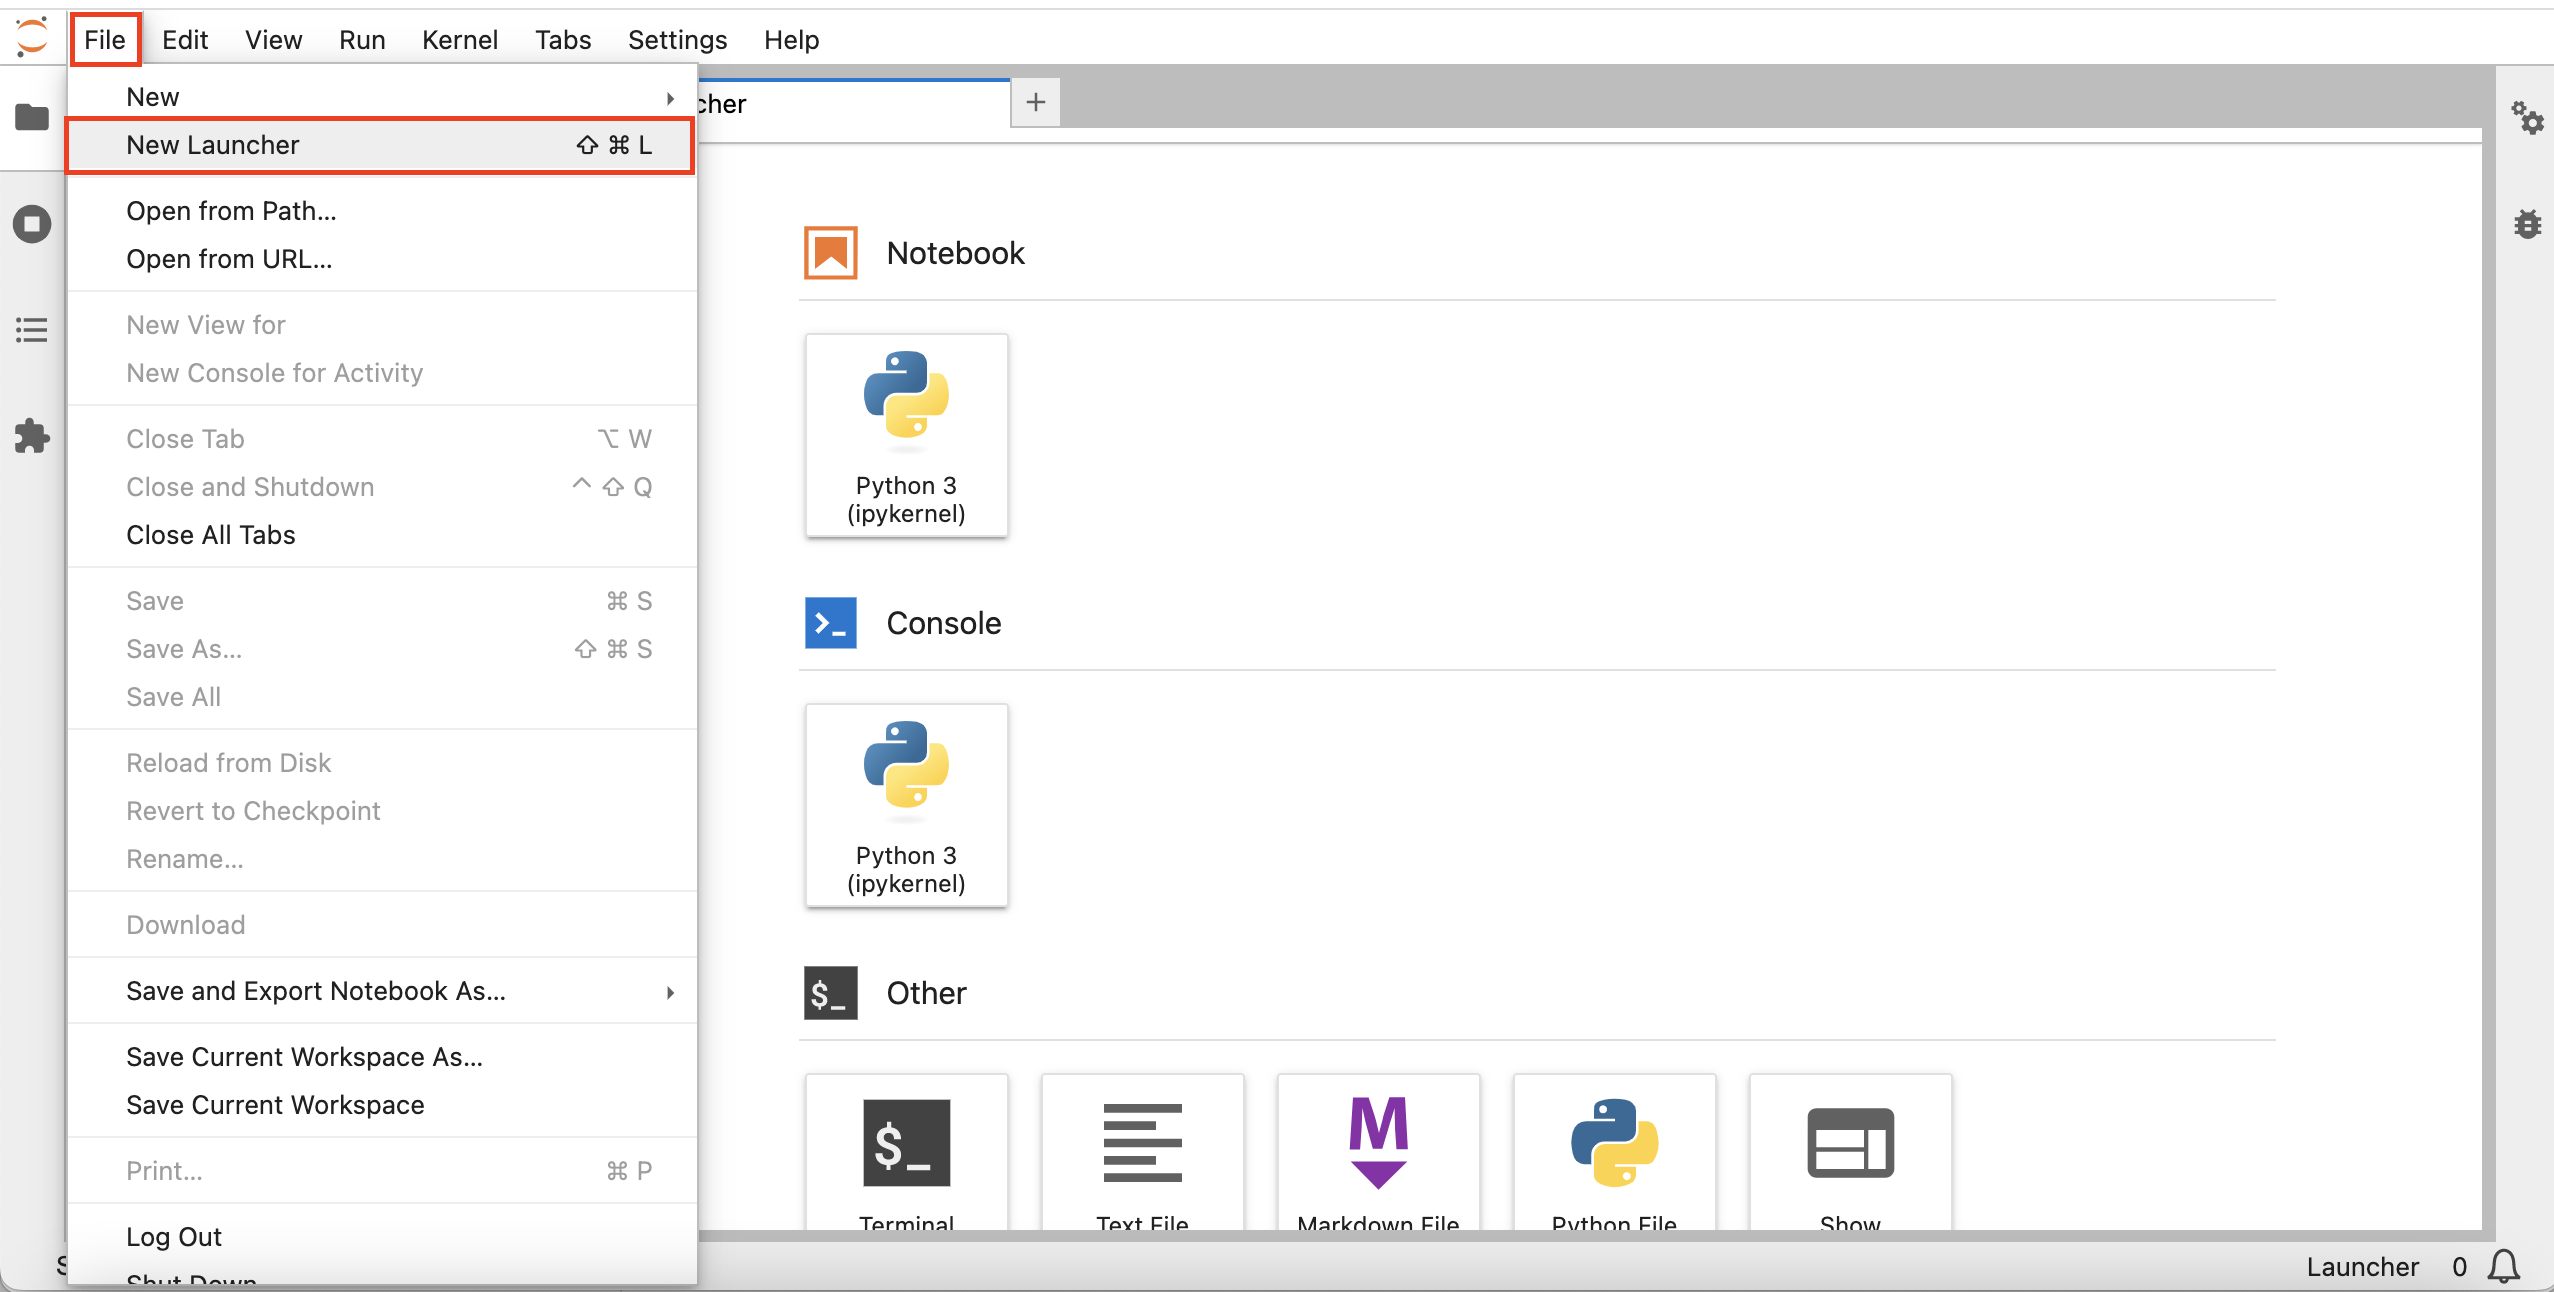 File Edit View Run Kernel Tabs Settings Help
New
New Launcher ⇧ ⌘ L
Open from Path...
Open from URL...
New View for
New Console for Activity
Close Tab ⌥ W
Close and Shutdown ^ ⇧ Q
Close All Tabs
Save ⌘ S
Save As... ⇧ ⌘ S
Save All
Reload from Disk
Revert to Checkpoint
Rename...
Download
Save and Export Notebook As...
Save Current Workspace As...
Save Current Workspace
Print... ⌘ P
Log Out
Shut Down
cher
Notebook
Python 3
(ipykernel)
Console
Python 3
(ipykernel)
$_ Other
$_
Terminal
Text File
M
Markdown File
Python File
Show
Launcher 0